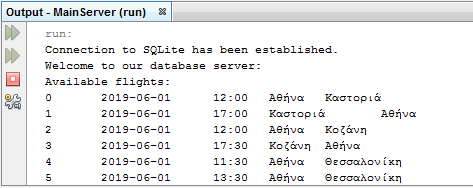 Output - MainServer (run)
run:
Connection to SQLite has been established.
Welcome to our database server:
Available flights:
0 2019-06-01 12:00 Αθήνα Καστοριά
1 2019-06-01 17:00 Καστοριά Αθήνα
2 2019-06-01 12:00 Αθήνα Κοζάνη
3 2019-06-01 17:30 Κοζάνη Αθήνα
4 2019-06-01 11:30 Αθήνα Θεσσαλονίκη
5 2019-06-01 13:30 Αθήνα Θεσσαλονίκη